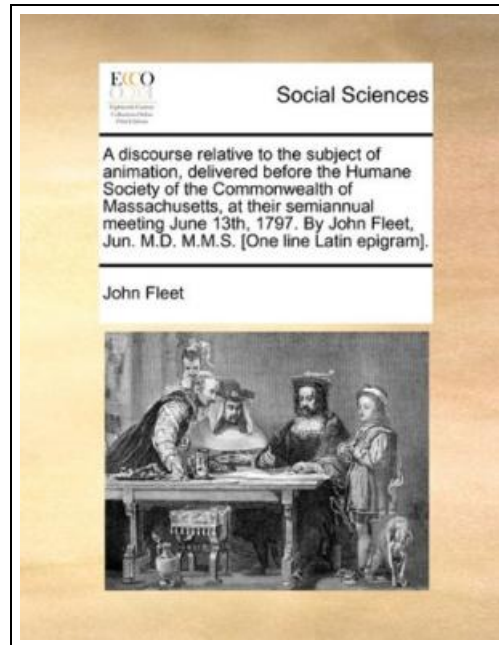 ECCO
Social Sciences
A discourse relative to the subject of
animation, delivered before the Humane
Society of the Commonwealth of
Massachusetts, at their semiannual
meeting June 13th, 1797. By John Fleet,
Jun. M.D. M.M.S. [One line Latin epigram].
John Fleet